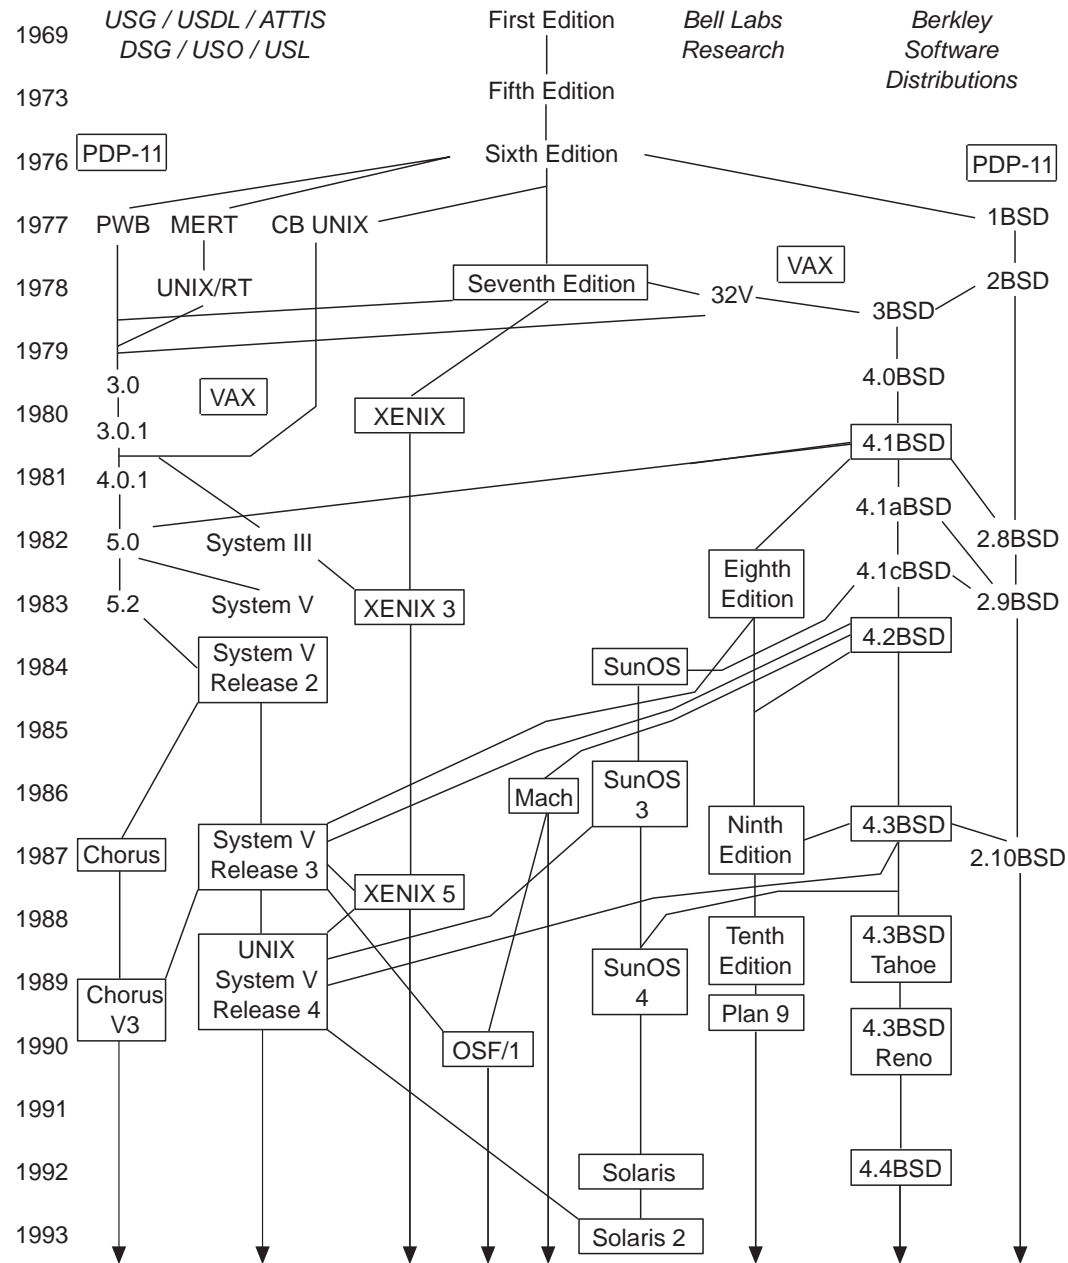 USG / USDL / ATTIS
DSG / USO / USL
First Edition
Bell Labs
Research
Berkley
Software
Distributions
1969
Fifth Edition
1973
PDP-11
Sixth Edition
PDP-11
1976
PWB
MERT
CB UNIX
1BSD
1977
UNIX/RT
Seventh Edition
VAX
32V
2BSD
3BSD
1978
1979
3.0
VAX
4.0BSD
XENIX
1980
3.0.1
4.1BSD
1981
4.0.1
4.1aBSD
1982
5.0
System III
2.8BSD
Eighth
Edition
4.1cBSD
1983
5.2
System V
XENIX 3
2.9BSD
4.2BSD
1984
System V
Release 2
SunOS
1985
1986
Mach
SunOS
3
1987
Chorus
System V
Release 3
Ninth
Edition
4.3BSD
2.10BSD
XENIX 5
1988
UNIX
System V
Release 4
Tenth
Edition
4.3BSD
Tahoe
1989
Chorus
V3
SunOS
4
Plan 9
1990
OSF/1
4.3BSD
Reno
1991
1992
Solaris
4.4BSD
1993
Solaris 2